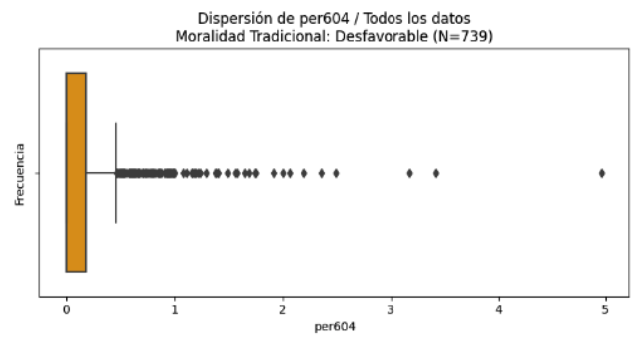 Dispersión de per604 / Todos los datos
Moralidad Tradicional: Desfavorable (N=739)
Frecuencia
0 1 2 3 4 5
per604